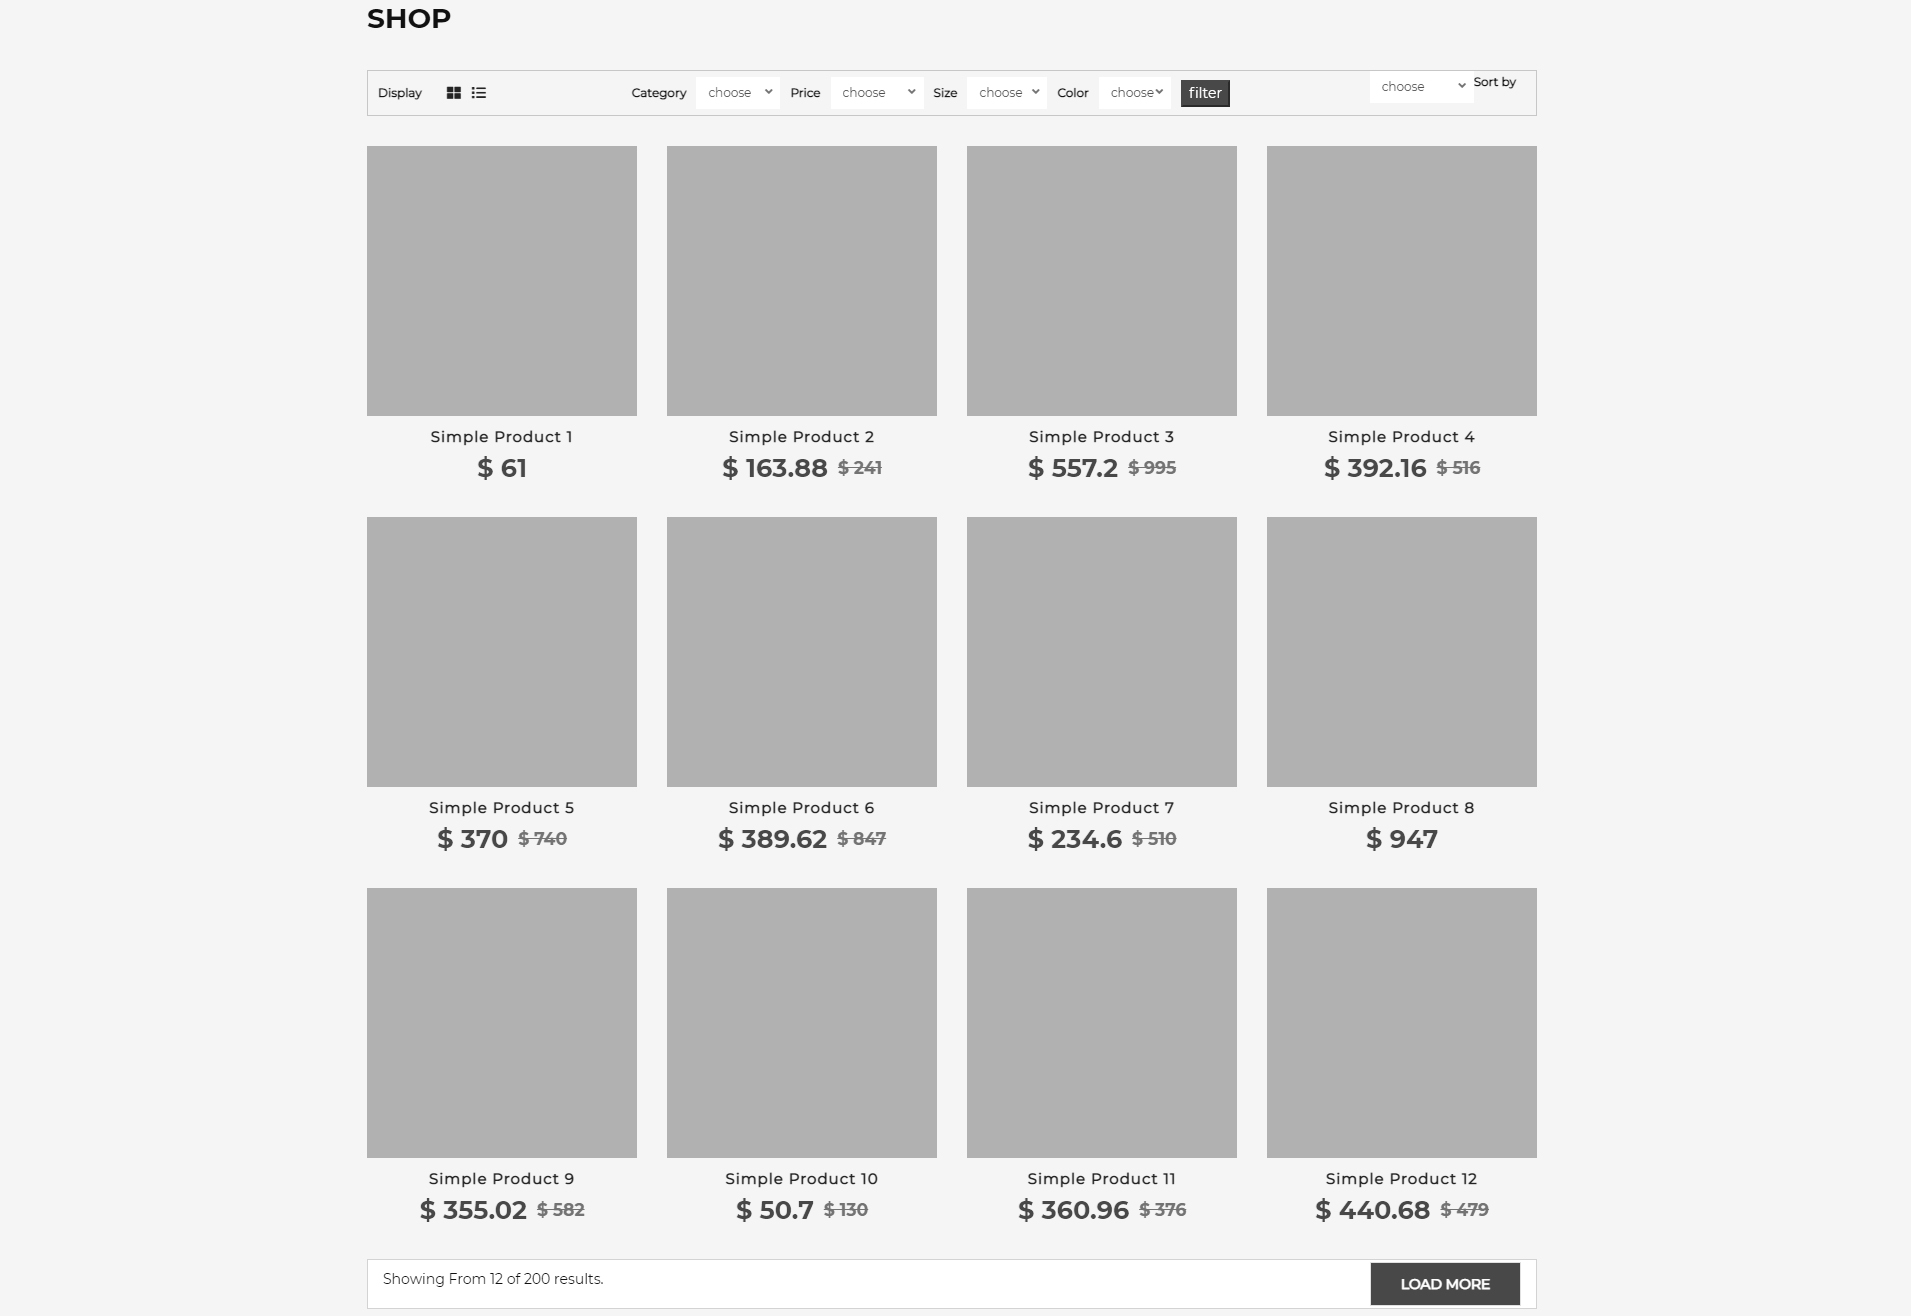 SHOP
Display Category choose Price choose Size choose Color choose filter choose Sort by
Simple Product 1
$ 61
Simple Product 2
$ 163.88 $ 241
Simple Product 3
$ 557.2 $ 995
Simple Product 4
$ 392.16 $ 516
Simple Product 5
$ 370 $ 740
Simple Product 6
$ 389.62 $ 847
Simple Product 7
$ 234.6 $ 510
Simple Product 8
$ 947
Simple Product 9
$ 355.02 $ 582
Simple Product 10
$ 50.7 $ 130
Simple Product 11
$ 360.96 $ 376
Simple Product 12
$ 440.68 $ 479
Showing From 12 of 200 results.
LOAD MORE